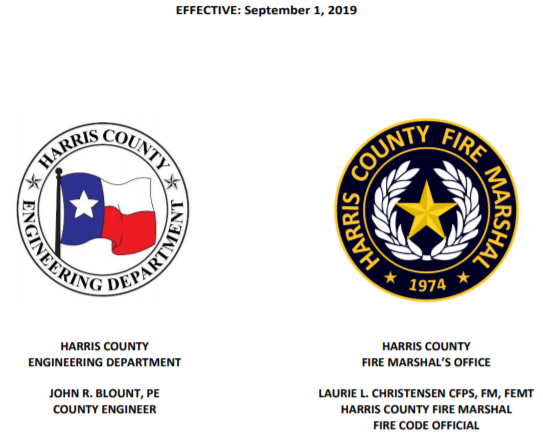 EFFECTIVE: September 1, 2019
HARRIS COUNTY
ENGINEERING DEPARTMENT
HARRIS COUNTY FIRE MARSHAL
1974
HARRIS COUNTY
ENGINEERING DEPARTMENT
JOHN R. BLOUNT, PE
COUNTY ENGINEER
HARRIS COUNTY
FIRE MARSHAL'S OFFICE
LAURIE L. CHRISTENSEN CFPS, FM, FEMT
HARRIS COUNTY FIRE MARSHAL
FIRE CODE OFFICIAL